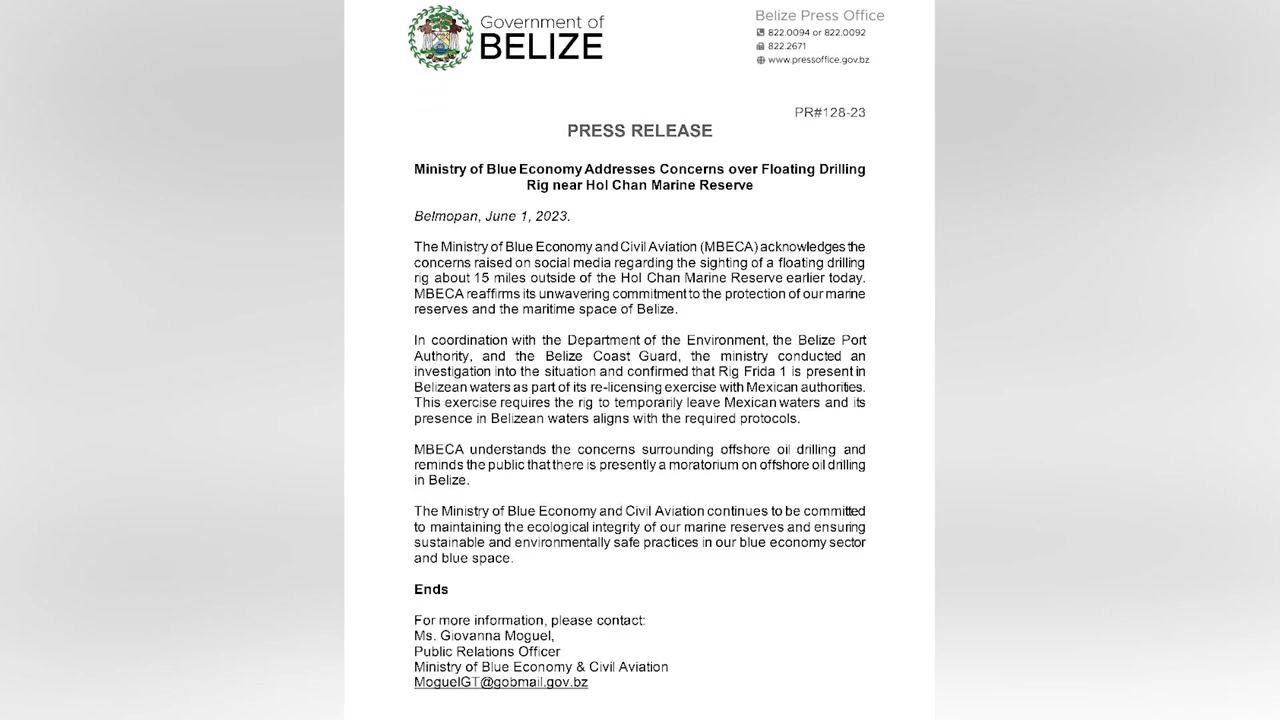 Government of
BELIZE
Belize Press Office
822.0094 or 822.0092
822.2671
www.pressoffice.gov.bz
PR#128-23
PRESS RELEASE
Ministry of Blue Economy Addresses Concerns over Floating Drilling
Rig near Hol Chan Marine Reserve
Belmopan, June 1, 2023.
The Ministry of Blue Economy and Civil Aviation (MBECA) acknowledges the
concerns raised on social media regarding the sighting of a floating drilling
rig about 15 miles outside of the Hol Chan Marine Reserve earlier today.
MBECA reaffirms its unwavering commitment to the protection of our marine
reserves and the maritime space of Belize.
In coordination with the Department of the Environment, the Belize Port
Authority, and the Belize Coast Guard, the ministry conducted an
investigation into the situation and confirmed that Rig Frida 1 is present in
Belizean waters as part of its re-licensing exercise with Mexican authorities.
This exercise requires the rig to temporarily leave Mexican waters and its
presence in Belizean waters aligns with the required protocols.
MBECA understands the concerns surrounding offshore oil drilling and
reminds the public that there is presently a moratorium on offshore oil drilling
in Belize.
The Ministry of Blue Economy and Civil Aviation continues to be committed
to maintaining the ecological integrity of our marine reserves and ensuring
sustainable and environmentally safe practices in our blue economy sector
and blue space.
Ends
For more information, please contact:
Ms. Giovanna Moguel,
Public Relations Officer
Ministry of Blue Economy & Civil Aviation
MoguelGT@gobmail.gov.bz